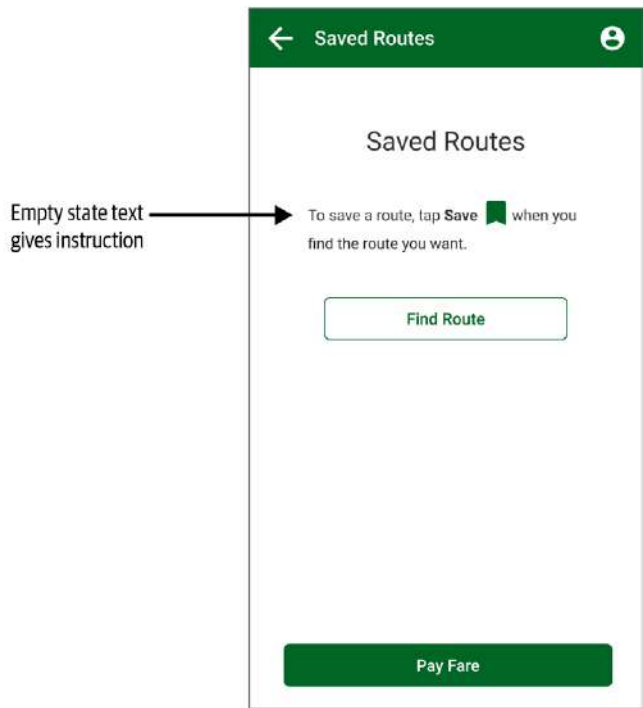 Saved Routes
Saved Routes
Empty state text
gives instruction
To save a route, tap Save when you
find the route you want.
Find Route
Pay Fare